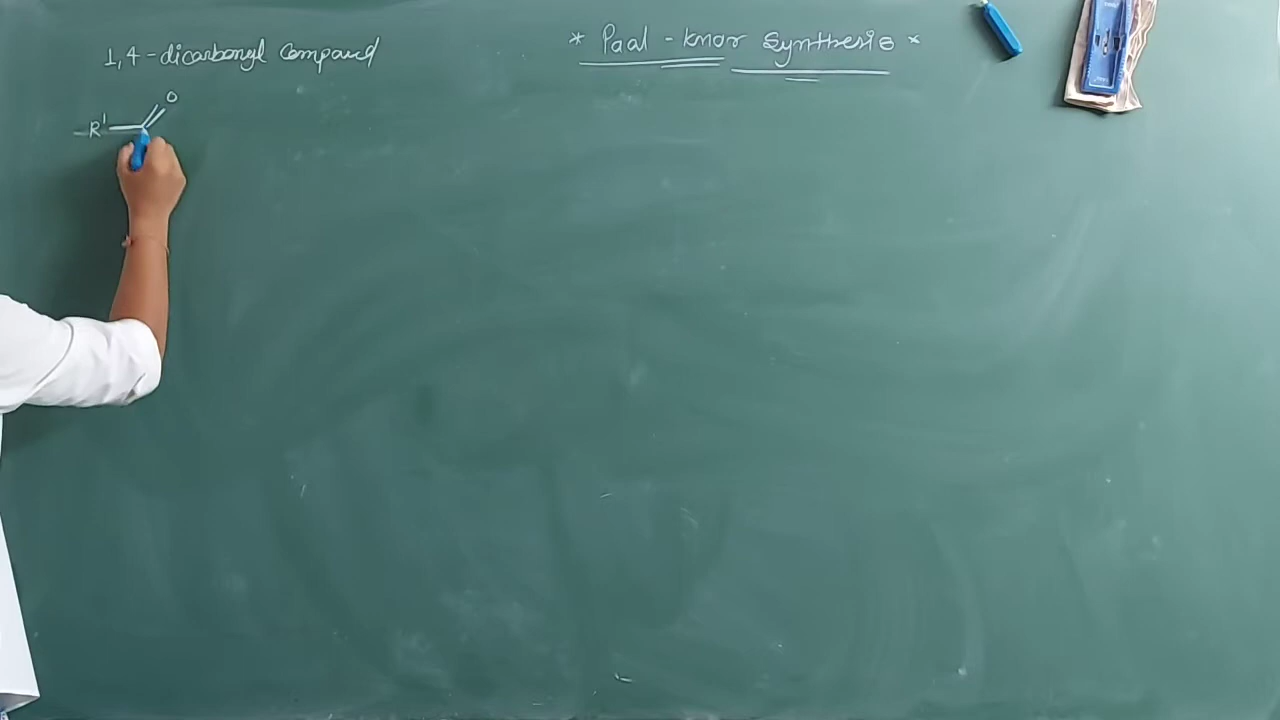 * Paal - knor Synthesis *
1,4-dicarbonyl Compound
O
R'